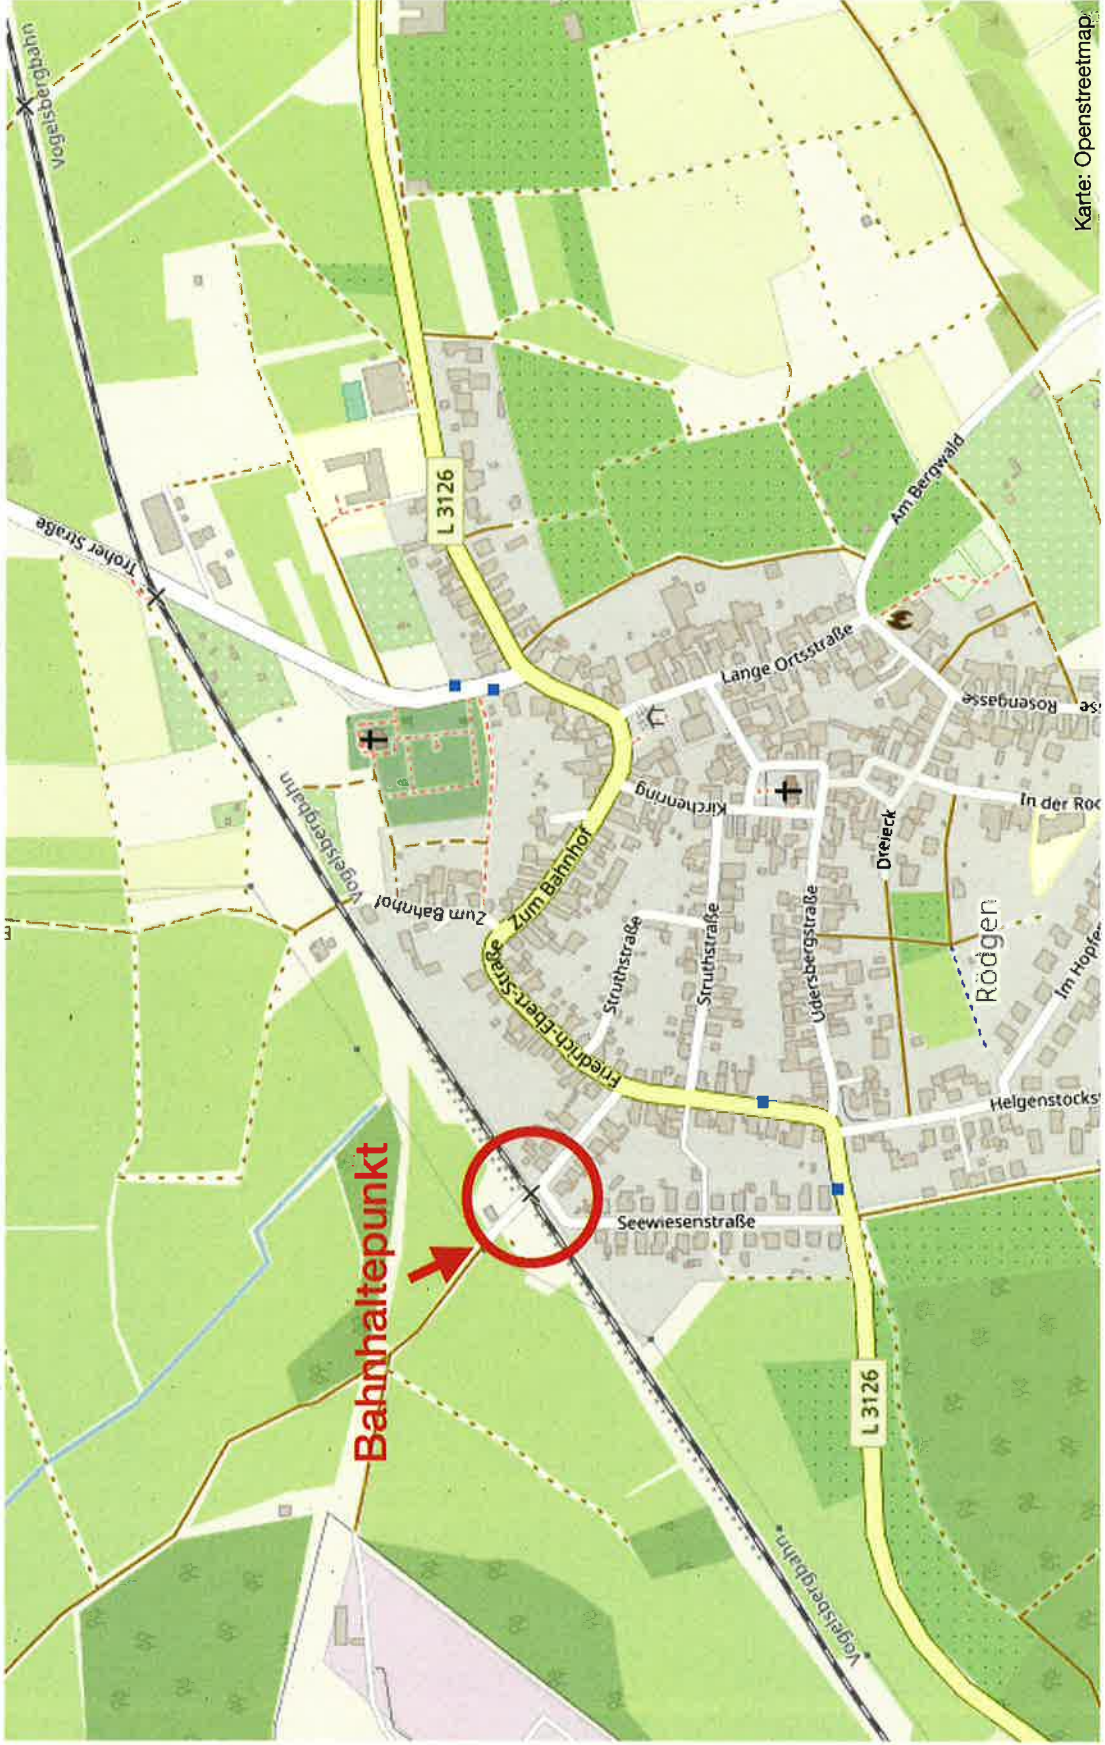 Vogelsbergbahn
Troher Straße
Vogelsbergbahn
Bahnhaltepunkt
Zum Bahnhof
L 3126
Zum Bahnhof
Friedrich-Ebert-Straße
Struthstraße
Kirchenring
Seewiesenstraße
Struthstraße
Lange Ortsstraße
Udersbergstraße
Vogelsbergbahn
L 3126
Dreieck
Am Bergwald
Rödgen
Rosengasse
Helgenstocks
In der Roc
Im Hopfe
Karte: Openstreetmap